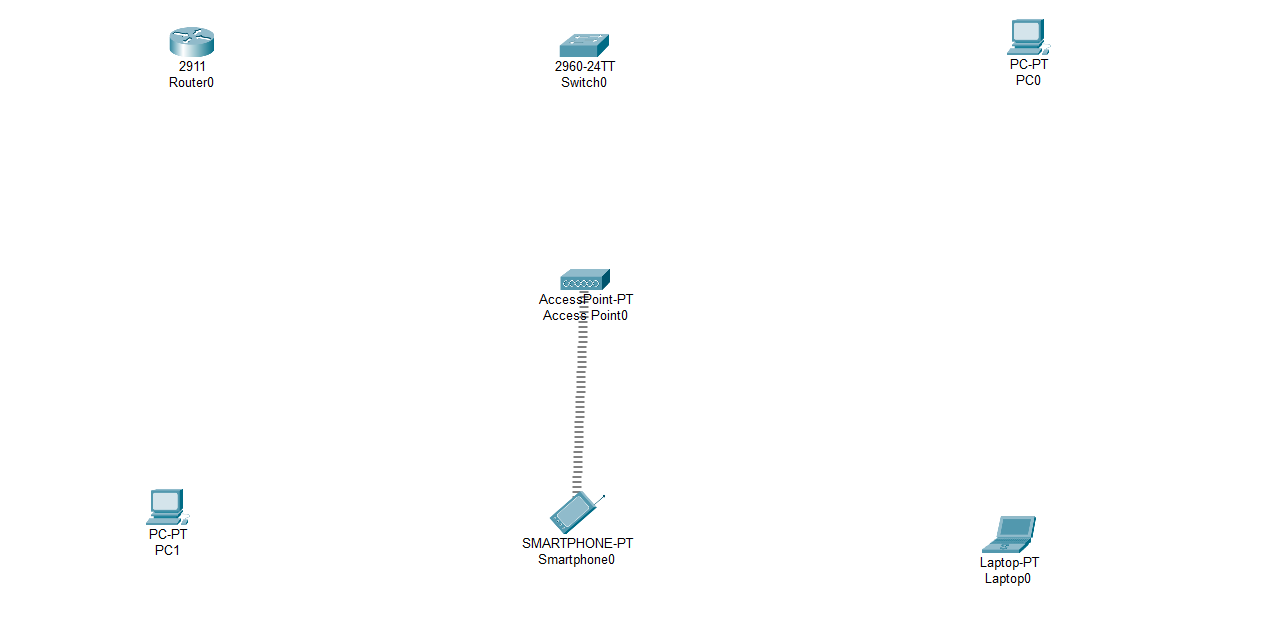 2911
Router0
2960-24TT
Switch0
PC-PT
PC0
AccessPoint-PT
Access Point0
PC-PT
PC1
SMARTPHONE-PT
Smartphone0
Laptop-PT
Laptop0